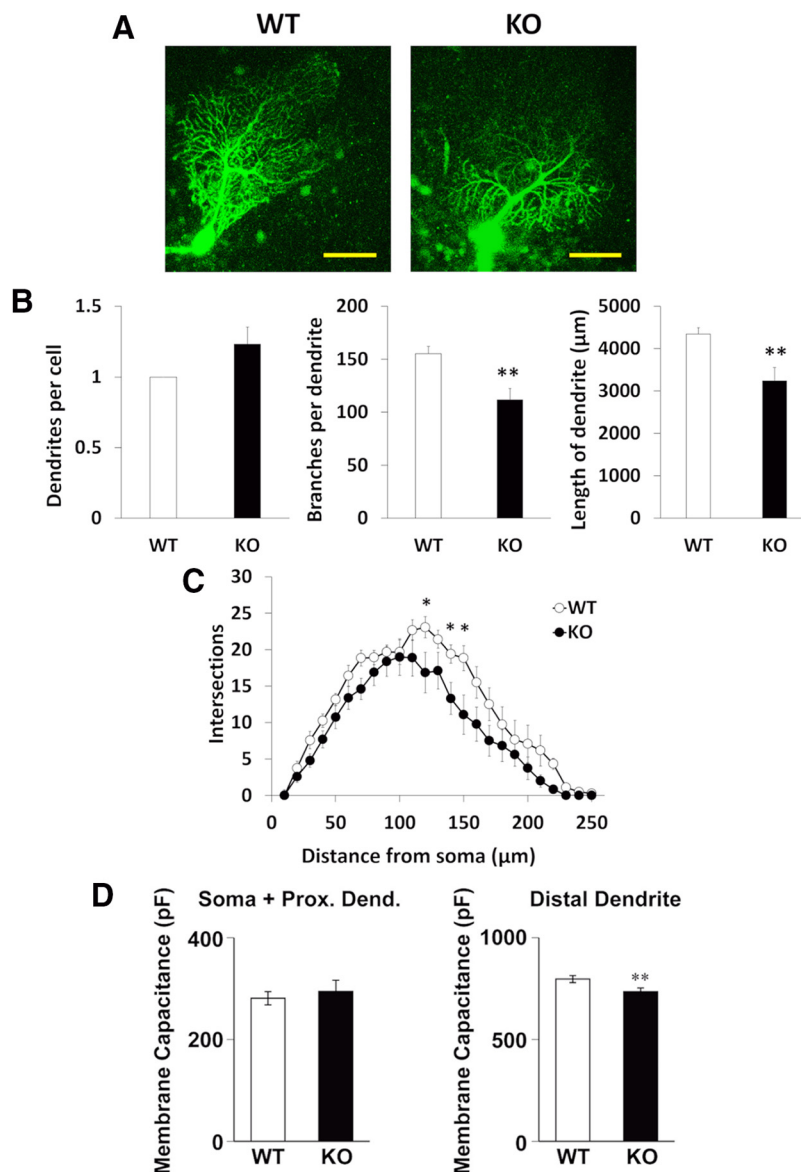 A
WT
KO
B
Dendrites per cell
1.5
1
0.5
0
WT
KO
Branches per dendrite
200
150
100
50
0
**
WT
KO
Length of dendrite (µm)
5000
4000
3000
2000
1000
0
**
WT
KO
C
Intersections
30
25
20
15
10
5
0
*
* *
WT
KO
0
50
100
150
200
250
Distance from soma (µm)
D
Soma + Prox. Dend.
Membrane Capacitance (pF)
400
200
0
WT
KO
Distal Dendrite
Membrane Capacitance (pF)
1000
500
0
**
WT
KO